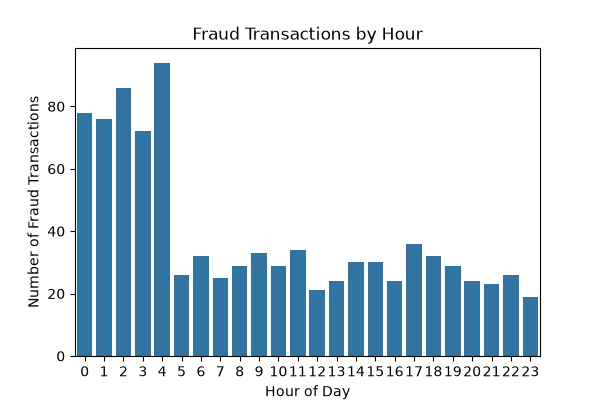 Fraud Transactions by Hour
Number of Fraud Transactions
80
60
40
20
0
0 1 2 3 4 5 6 7 8 9 10 11 12 13 14 15 16 17 18 19 20 21 22 23
Hour of Day